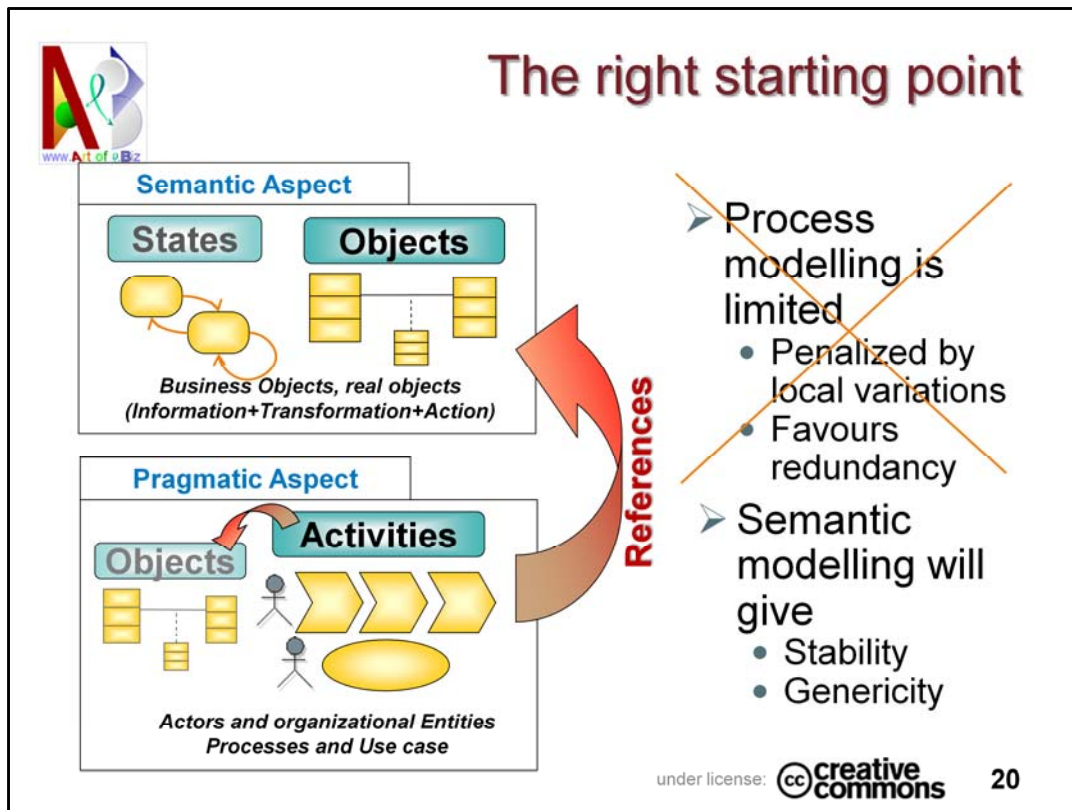 The right starting point
www.Art of e.Biz
Semantic Aspect
States
Objects
Business Objects, real objects
(Information+Transformation+Action)
Pragmatic Aspect
Activities
Objects
Actors and organizational Entities
Processes and Use case
References
Process
modelling is
limited
Penalized by
local variations
Favours
redundancy
Semantic
modelling will
give
Stability
Genericity
under license: cc creative
commons
20